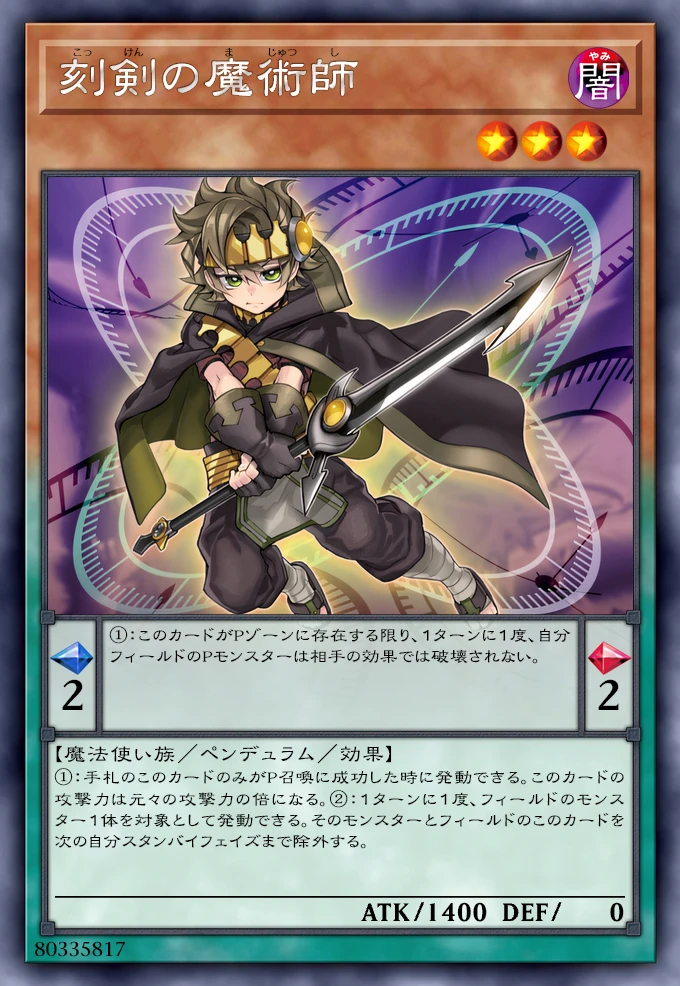 こっ けん ま じゅつ し
刻剣の魔術師
やみ
闇
①：このカードがPゾーンに存在する限り、1ターンに1度、自分
フィールドのPモンスターは相手の効果では破壊されない。
2
2
【魔法使い族／ペンデュラム／効果】
①：手札のこのカードのみがP召喚に成功した時に発動できる。このカードの
攻撃力は元々の攻撃力の倍になる。②：1ターンに1度、フィールドのモンス
ター1体を対象として発動できる。そのモンスターとフィールドのこのカードを
次の自分スタンバイフェイズまで除外する。
ATK/1400 DEF/ 0
80335817